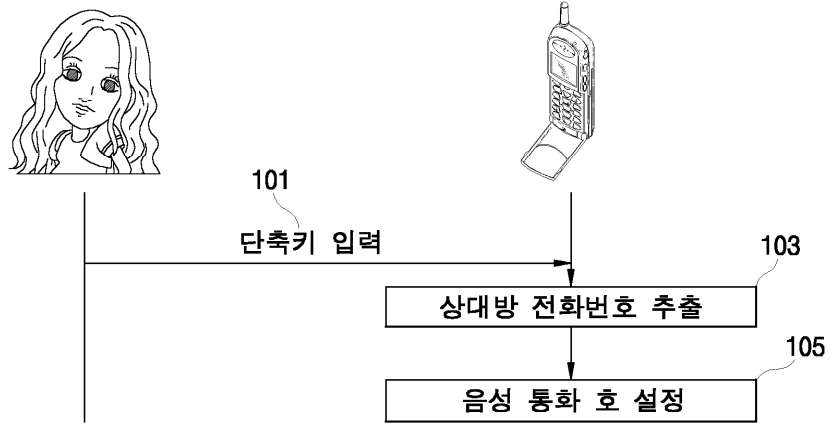 101
단축키 입력
103
상대방 전화번호 추출
105
음성 통화 호 설정